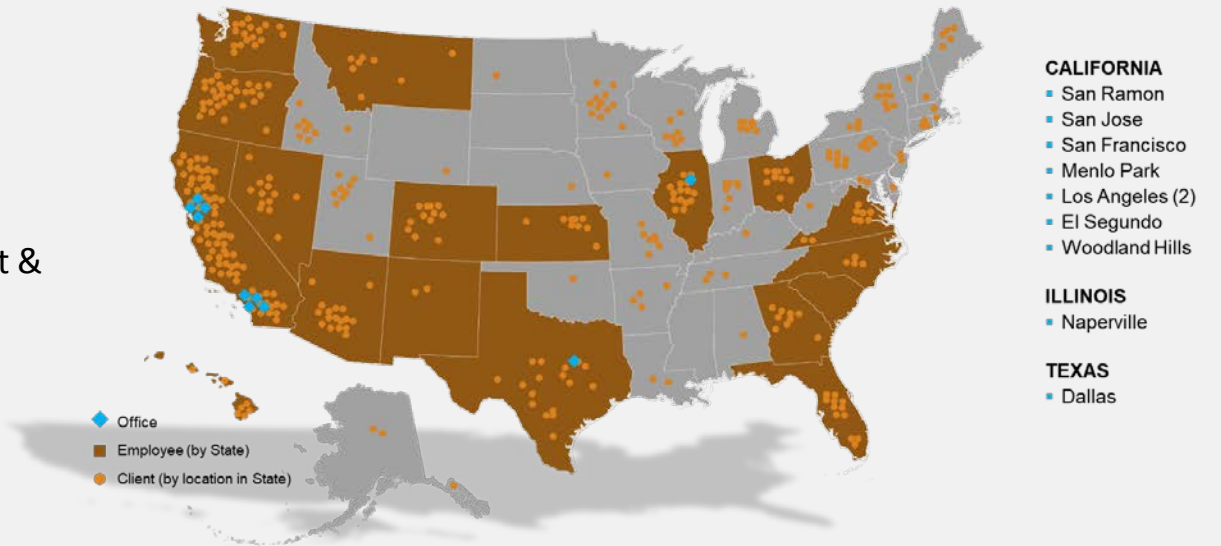 t &
Office
Employee (by State)
Client (by location in State)
CALIFORNIA
San Ramon
San Jose
San Francisco
Menlo Park
Los Angeles (2)
El Segundo
Woodland Hills
ILLINOIS
Naperville
TEXAS
Dallas